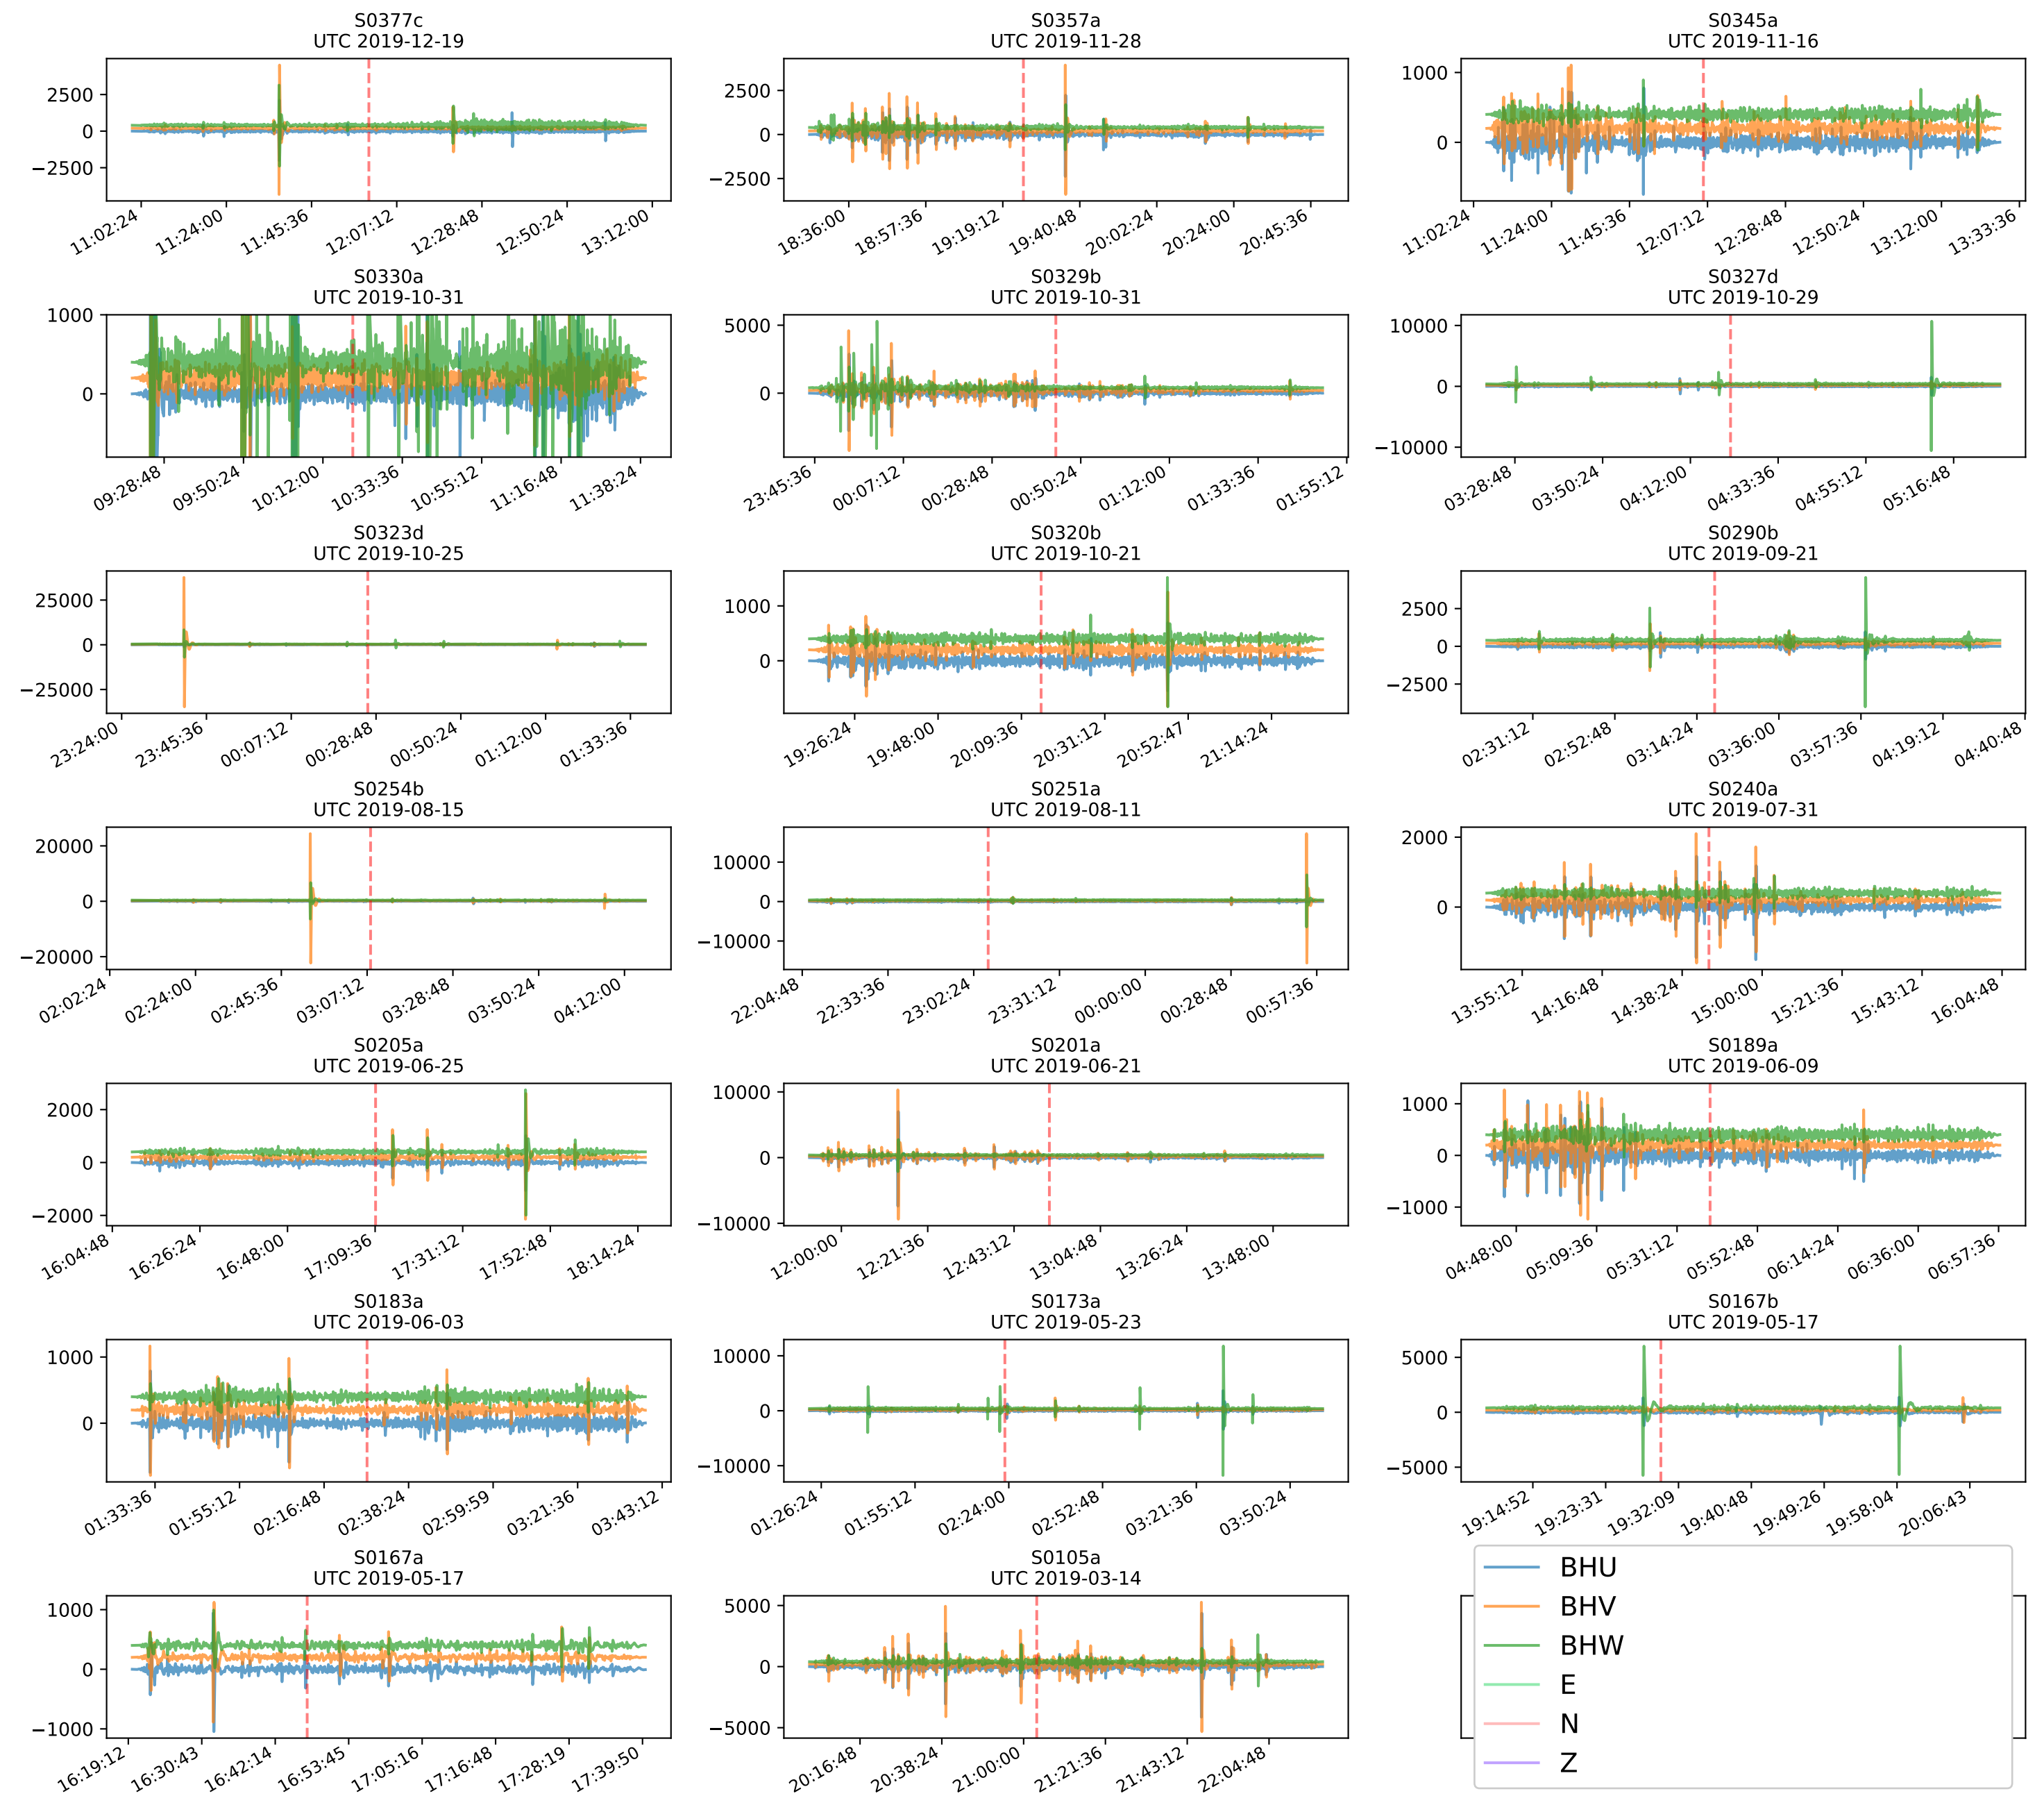 S0377c
UTC 2019-12-19
2500
0
−2500
11:02:24 11:24:00 11:45:36 12:07:12 12:28:48 12:50:24 13:12:00
S0357a
UTC 2019-11-28
2500
0
−2500
18:36:00 18:57:36 19:19:12 19:40:48 20:02:24 20:24:00 20:45:36
S0345a
UTC 2019-11-16
1000
0
11:02:24 11:24:00 11:45:36 12:07:12 12:28:48 12:50:24 13:12:00 13:33:36
S0330a
UTC 2019-10-31
1000
0
09:28:48 09:50:24 10:12:00 10:33:36 10:55:12 11:16:48 11:38:24
S0329b
UTC 2019-10-31
5000
0
23:45:36 00:07:12 00:28:48 00:50:24 01:12:00 01:33:36 01:55:12
S0327d
UTC 2019-10-29
10000
0
−10000
03:28:48 03:50:24 04:12:00 04:33:36 04:55:12 05:16:48
S0323d
UTC 2019-10-25
25000
0
−25000
23:24:00 23:45:36 00:07:12 00:28:48 00:50:24 01:12:00 01:33:36
S0320b
UTC 2019-10-21
1000
0
19:26:24 19:48:00 20:09:36 20:31:12 20:52:47 21:14:24
S0290b
UTC 2019-09-21
2500
0
−2500
02:31:12 02:52:48 03:14:24 03:36:00 03:57:36 04:19:12 04:40:48
S0254b
UTC 2019-08-15
20000
0
−20000
02:02:24 02:24:00 02:45:36 03:07:12 03:28:48 03:50:24 04:12:00
S0251a
UTC 2019-08-11
10000
0
−10000
22:04:48 22:33:36 23:02:24 23:31:12 00:00:00 00:28:48 00:57:36
S0240a
UTC 2019-07-31
2000
0
13:55:12 14:16:48 14:38:24 15:00:00 15:21:36 15:43:12 16:04:48
S0205a
UTC 2019-06-25
2000
0
−2000
16:04:48 16:26:24 16:48:00 17:09:36 17:31:12 17:52:48 18:14:24
S0201a
UTC 2019-06-21
10000
0
−10000
12:00:00 12:21:36 12:43:12 13:04:48 13:26:24 13:48:00
S0189a
UTC 2019-06-09
1000
0
−1000
04:48:00 05:09:36 05:31:12 05:52:48 06:14:24 06:36:00 06:57:36
S0183a
UTC 2019-06-03
1000
0
01:33:36 01:55:12 02:16:48 02:38:24 02:59:59 03:21:36 03:43:12
S0173a
UTC 2019-05-23
10000
0
−10000
01:26:24 01:55:12 02:24:00 02:52:48 03:21:36 03:50:24
S0167b
UTC 2019-05-17
5000
0
−5000
19:14:52 19:23:31 19:32:09 19:40:48 19:49:26 19:58:04 20:06:43
S0167a
UTC 2019-05-17
1000
0
−1000
16:19:12 16:30:43 16:42:14 16:53:45 17:05:16 17:16:48 17:28:19 17:39:50
S0105a
UTC 2019-03-14
5000
0
−5000
20:16:48 20:38:24 21:00:00 21:21:36 21:43:12 22:04:48
BHU
BHV
BHW
E
N
Z